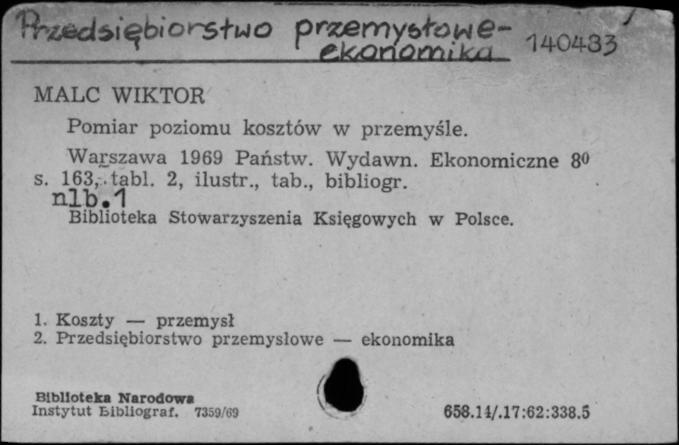 Przedsiębiorstwo przemysłowe-
ekonomika 140483
MALC WIKTOR
Pomiar poziomu kosztów w przemyśle.
Warszawa 1969 Państw. Wydawn. Ekonomiczne 8⁰
s. 163, tabl. 2, ilustr., tab., bibliogr.
nlb. 1
Biblioteka Stowarzyszenia Księgowych w Polsce.
1. Koszty — przemysł
2. Przedsiębiorstwo przemysłowe — ekonomika
Biblioteka Narodowa
Instytut Bibliograf. 7359/69 658.14/.17:62:338.5